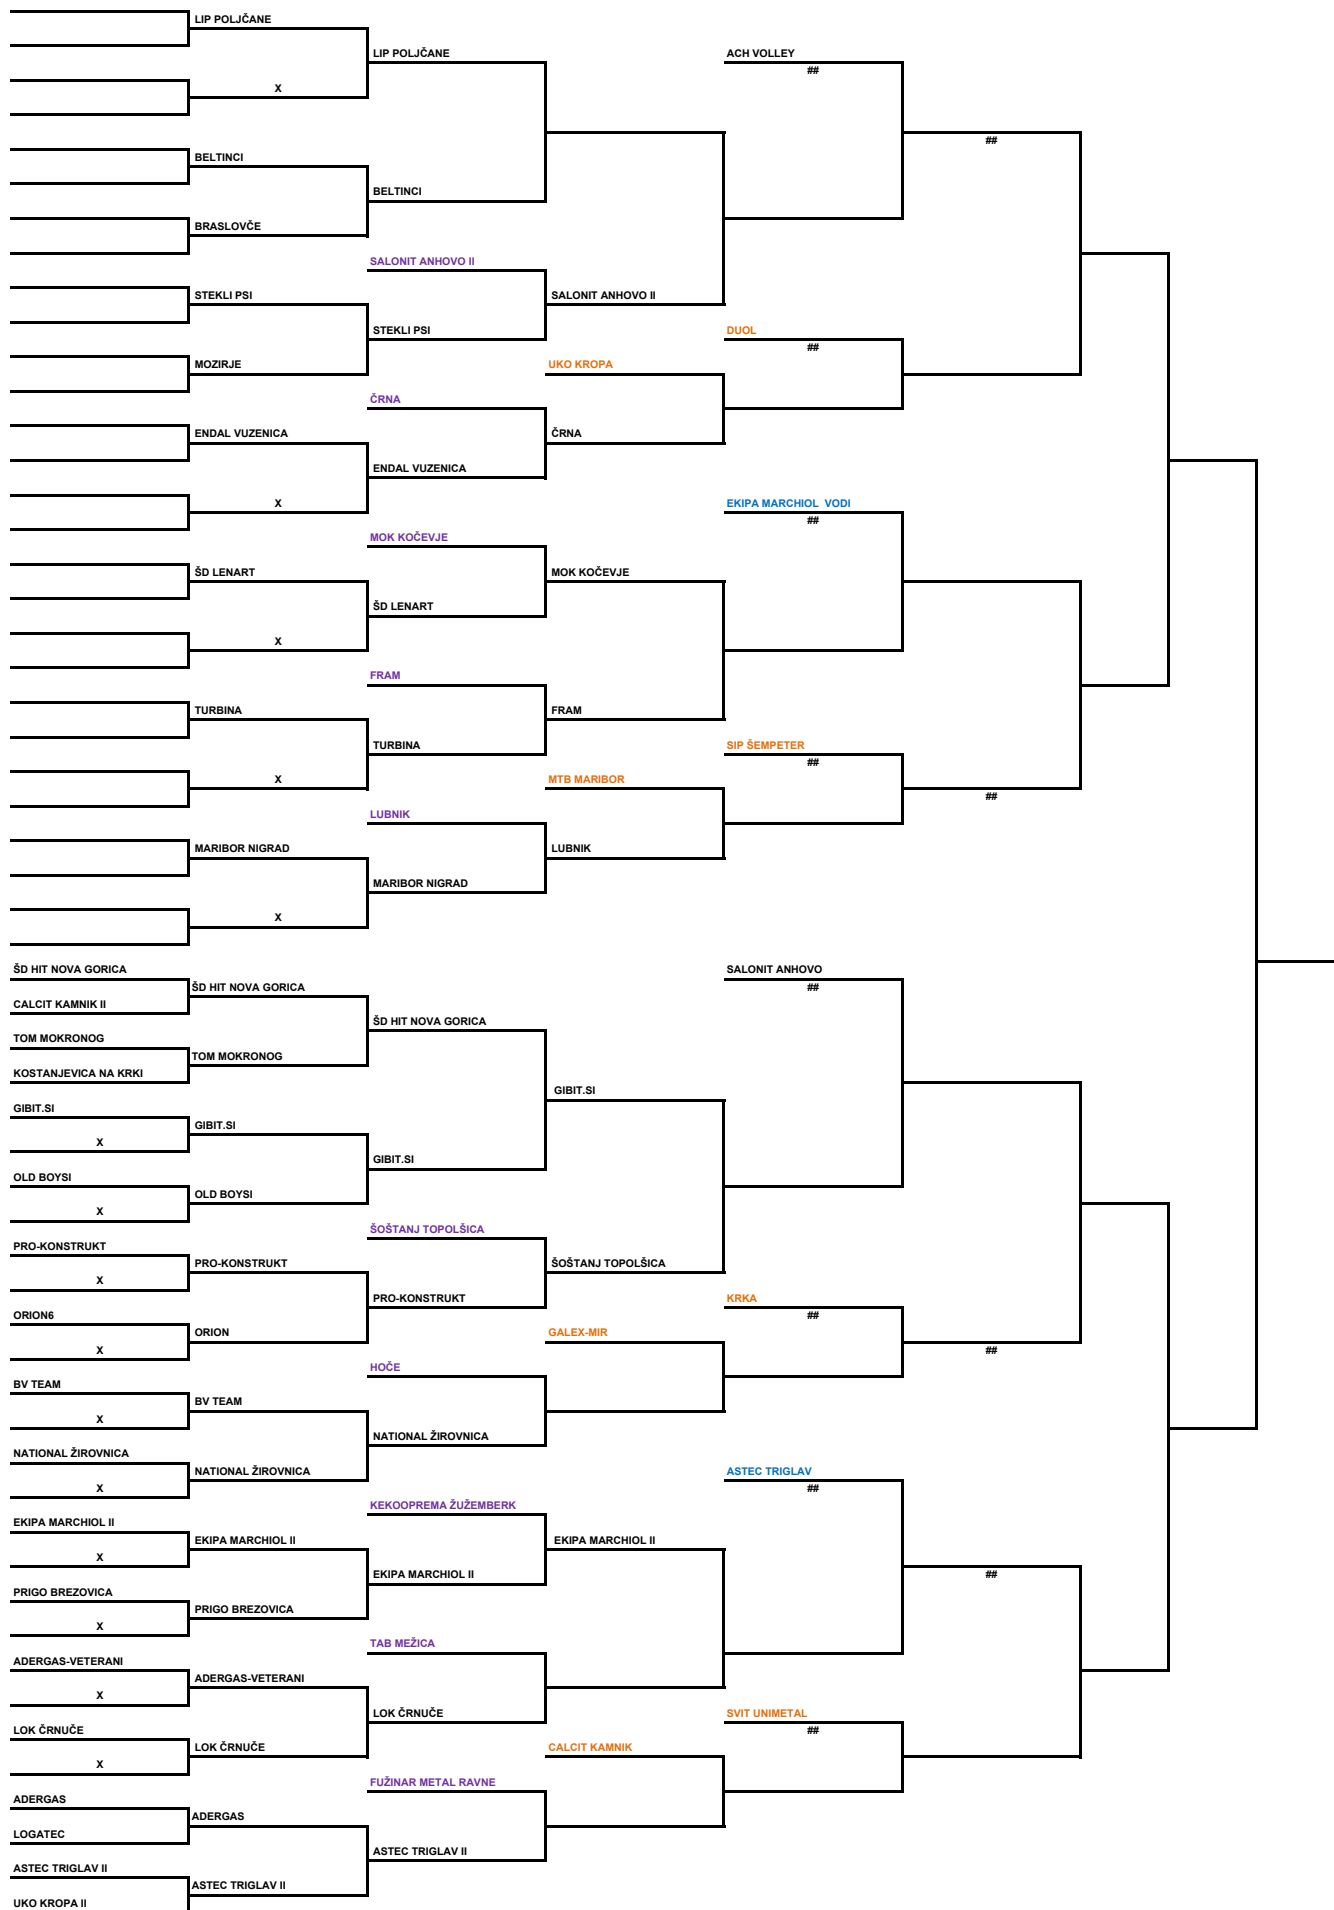 LIP POLJČANE
LIP POLJČANE
ACH VOLLEY
##
X
##
BELTINCI
BELTINCI
BRASLOVČE
SALONIT ANHOVO II
STEKLI PSI
SALONIT ANHOVO II
STEKLI PSI
DUOL
##
MOZIRJE
UKO KROPA
ČRNA
ENDAL VUZENICA
ČRNA
ENDAL VUZENICA
X
EKIPA MARCHIOL  VODI
##
MOK KOČEVJE
ŠD LENART
MOK KOČEVJE
ŠD LENART
X
FRAM
TURBINA
FRAM
TURBINA
SIP ŠEMPETER
##
X
MTB MARIBOR
##
LUBNIK
MARIBOR NIGRAD
LUBNIK
MARIBOR NIGRAD
X
ŠD HIT NOVA GORICA
SALONIT ANHOVO
ŠD HIT NOVA GORICA
##
CALCIT KAMNIK II
ŠD HIT NOVA GORICA
TOM MOKRONOG
TOM MOKRONOG
KOSTANJEVICA NA KRKI
GIBIT.SI
GIBIT.SI
GIBIT.SI
X
GIBIT.SI
OLD BOYSI
OLD BOYSI
X
ŠOŠTANJ TOPOLŠICA
PRO-KONSTRUKT
PRO-KONSTRUKT
ŠOŠTANJ TOPOLŠICA
X
PRO-KONSTRUKT
KRKA
ORION6
##
ORION
GALEX-MIR
X
##
HOČE
BV TEAM
BV TEAM
X
NATIONAL ŽIROVNICA
NATIONAL ŽIROVNICA
NATIONAL ŽIROVNICA
ASTEC TRIGLAV
X
##
KEKOOPREMA ŽUŽEMBERK
EKIPA MARCHIOL II
EKIPA MARCHIOL II
EKIPA MARCHIOL II
X
EKIPA MARCHIOL II
##
PRIGO BREZOVICA
PRIGO BREZOVICA
X
TAB MEŽICA
ADERGAS-VETERANI
ADERGAS-VETERANI
X
LOK ČRNUČE
SVIT UNIMETAL
LOK ČRNUČE
##
LOK ČRNUČE
CALCIT KAMNIK
X
FUŽINAR METAL RAVNE
ADERGAS
ADERGAS
LOGATEC
ASTEC TRIGLAV II
ASTEC TRIGLAV II
ASTEC TRIGLAV II
UKO KROPA II